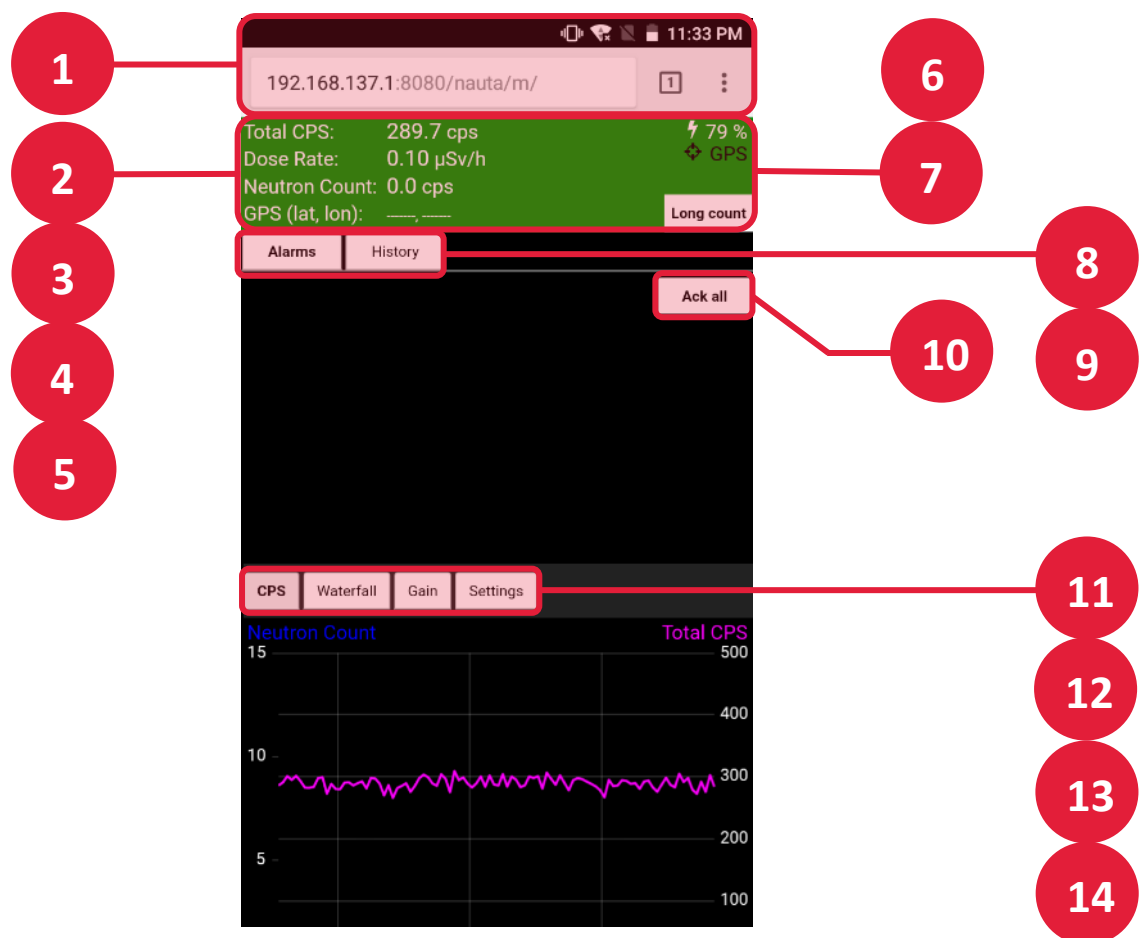 11:33 PM
1
6
192.168.137.1:8080/nauta/m/
1
Total CPS: 289.7 cps
79 %
Dose Rate: 0.10 µSv/h
GPS
Neutron Count: 0.0 cps
GPS (lat, lon): -------, -------
Long count
2
7
Alarms
History
3
8
Ack all
4
10
9
5
CPS
Waterfall
Gain
Settings
11
Neutron Count
Total CPS
15
500
12
400
10
300
13
200
5
100
14